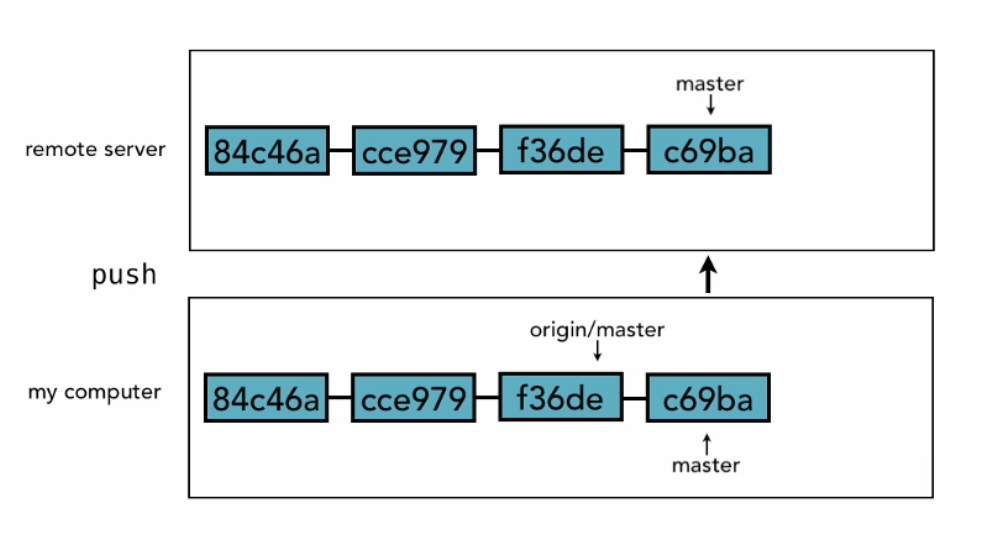 master
remote server
84c46a
cce979
f36de
c69ba
push
origin/master
my computer
84c46a
cce979
f36de
c69ba
master